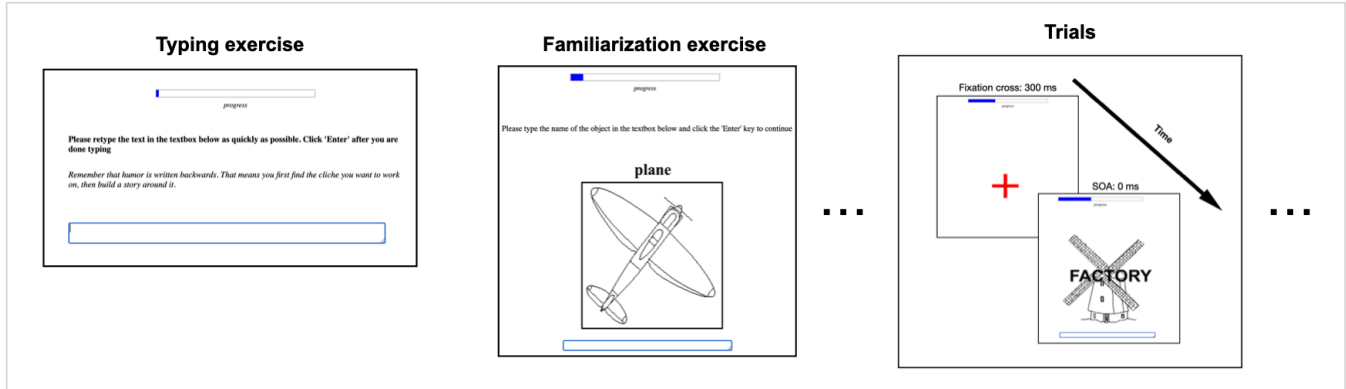 Typing exercise
progress
Please retype the text in the textbox below as quickly as possible. Click 'Enter' after you are
done typing
Remember that humor is written backwards. That means you first find the cliche you want to work
on, then build a story around it.
Familiarization exercise
progress
Please type the name of the object in the textbox below and click the 'Enter' key to continue
plane
...
Trials
Fixation cross: 300 ms
progress
Time
SOA: 0 ms
progress
FACTORY
...